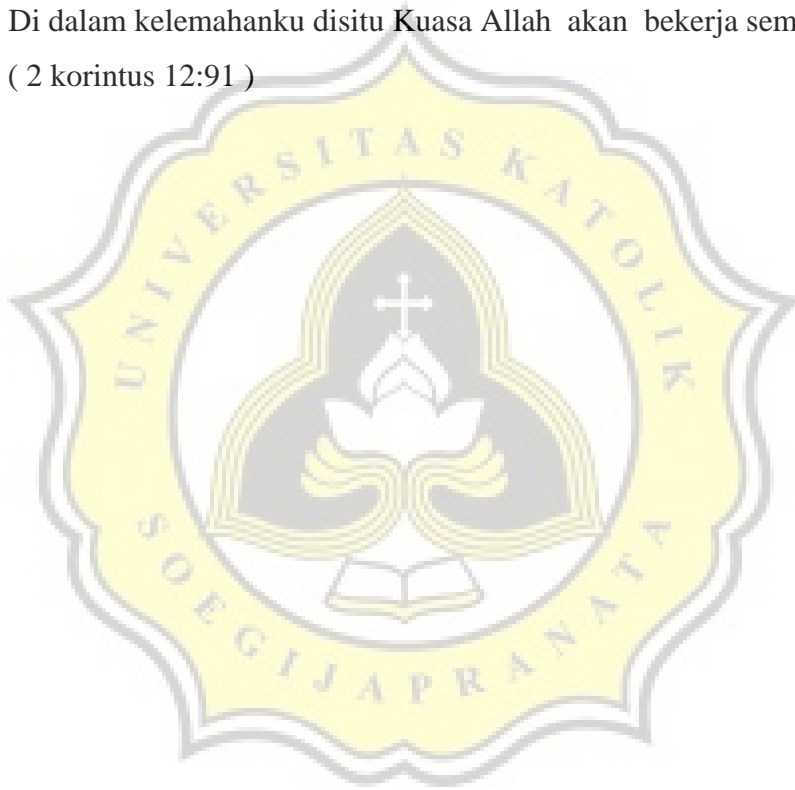 Di dalam kelemahanku disitu Kuasa Allah akan bekerja sem
( 2 korintus 12:91 )
UNIVERSITAS KATOLIK
SOEGIJAPRANATA